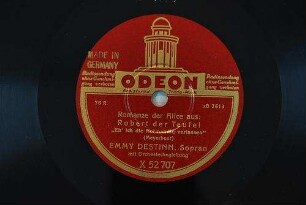 MADE IN
GERMANY
ODEON
Romanze der Alice aus:
Robert der Teufel
„Eh' ich die Normandie verlassen“
(Meyerbeer)
EMMY DESTINN, Sopran
mit Orchesterbegleitung
X 52707